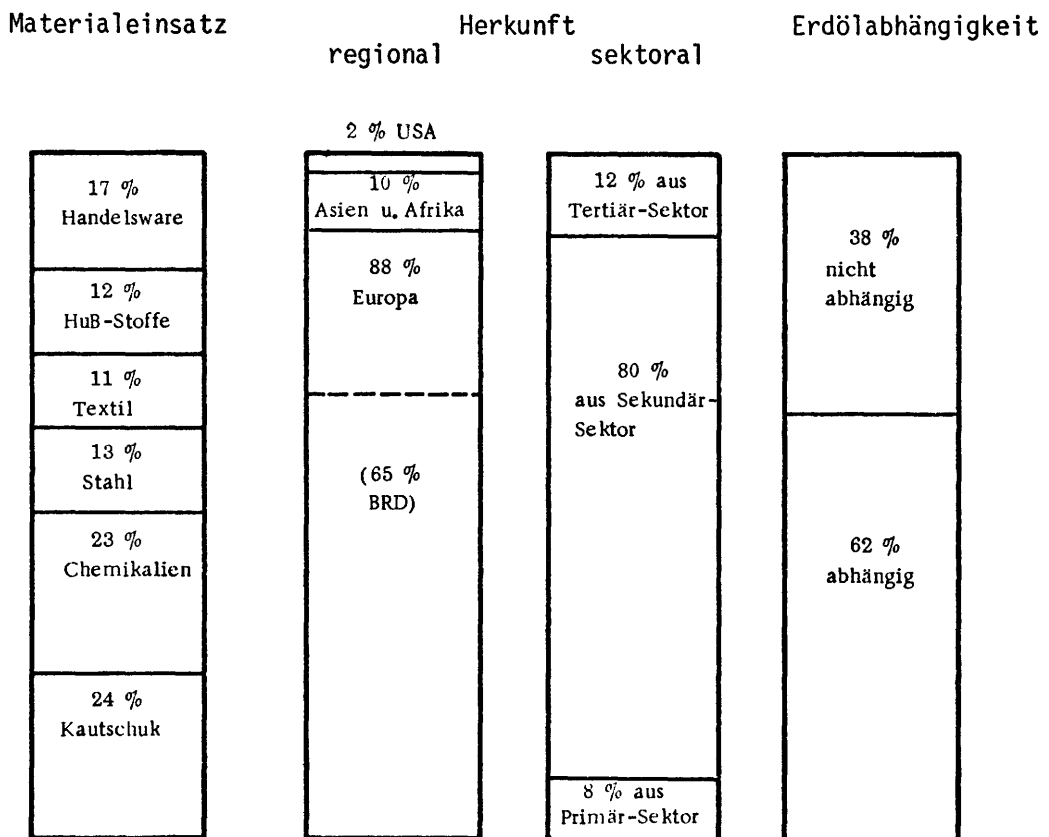 Materialeinsatz
Herkunft
Erdölabhängigkeit
regional
sektoral
17 %
Handelsware
12 %
HuB-Stoffe
11 %
Textil
13 %
Stahl
23 %
Chemikalien
24 %
Kautschuk
2 % USA
10 %
Asien u. Afrika
88 %
Europa
(65 %
BRD)
12 % aus
Tertiär-Sektor
80 %
aus Sekundär-
Sektor
8 % aus
Primär-Sektor
38 %
nicht
abhängig
62 %
abhängig